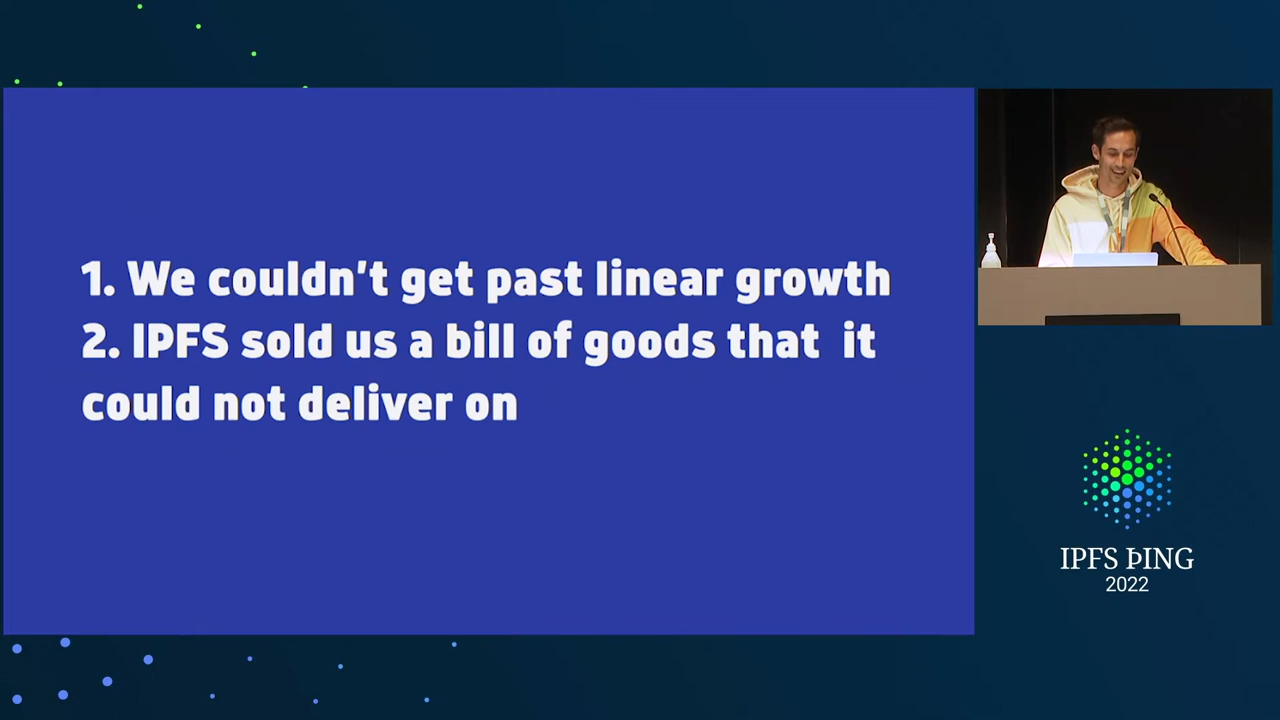 1. We couldn't get past linear growth
2. IPFS sold us a bill of goods that  it
could not deliver on
IPFS ÞING
2022